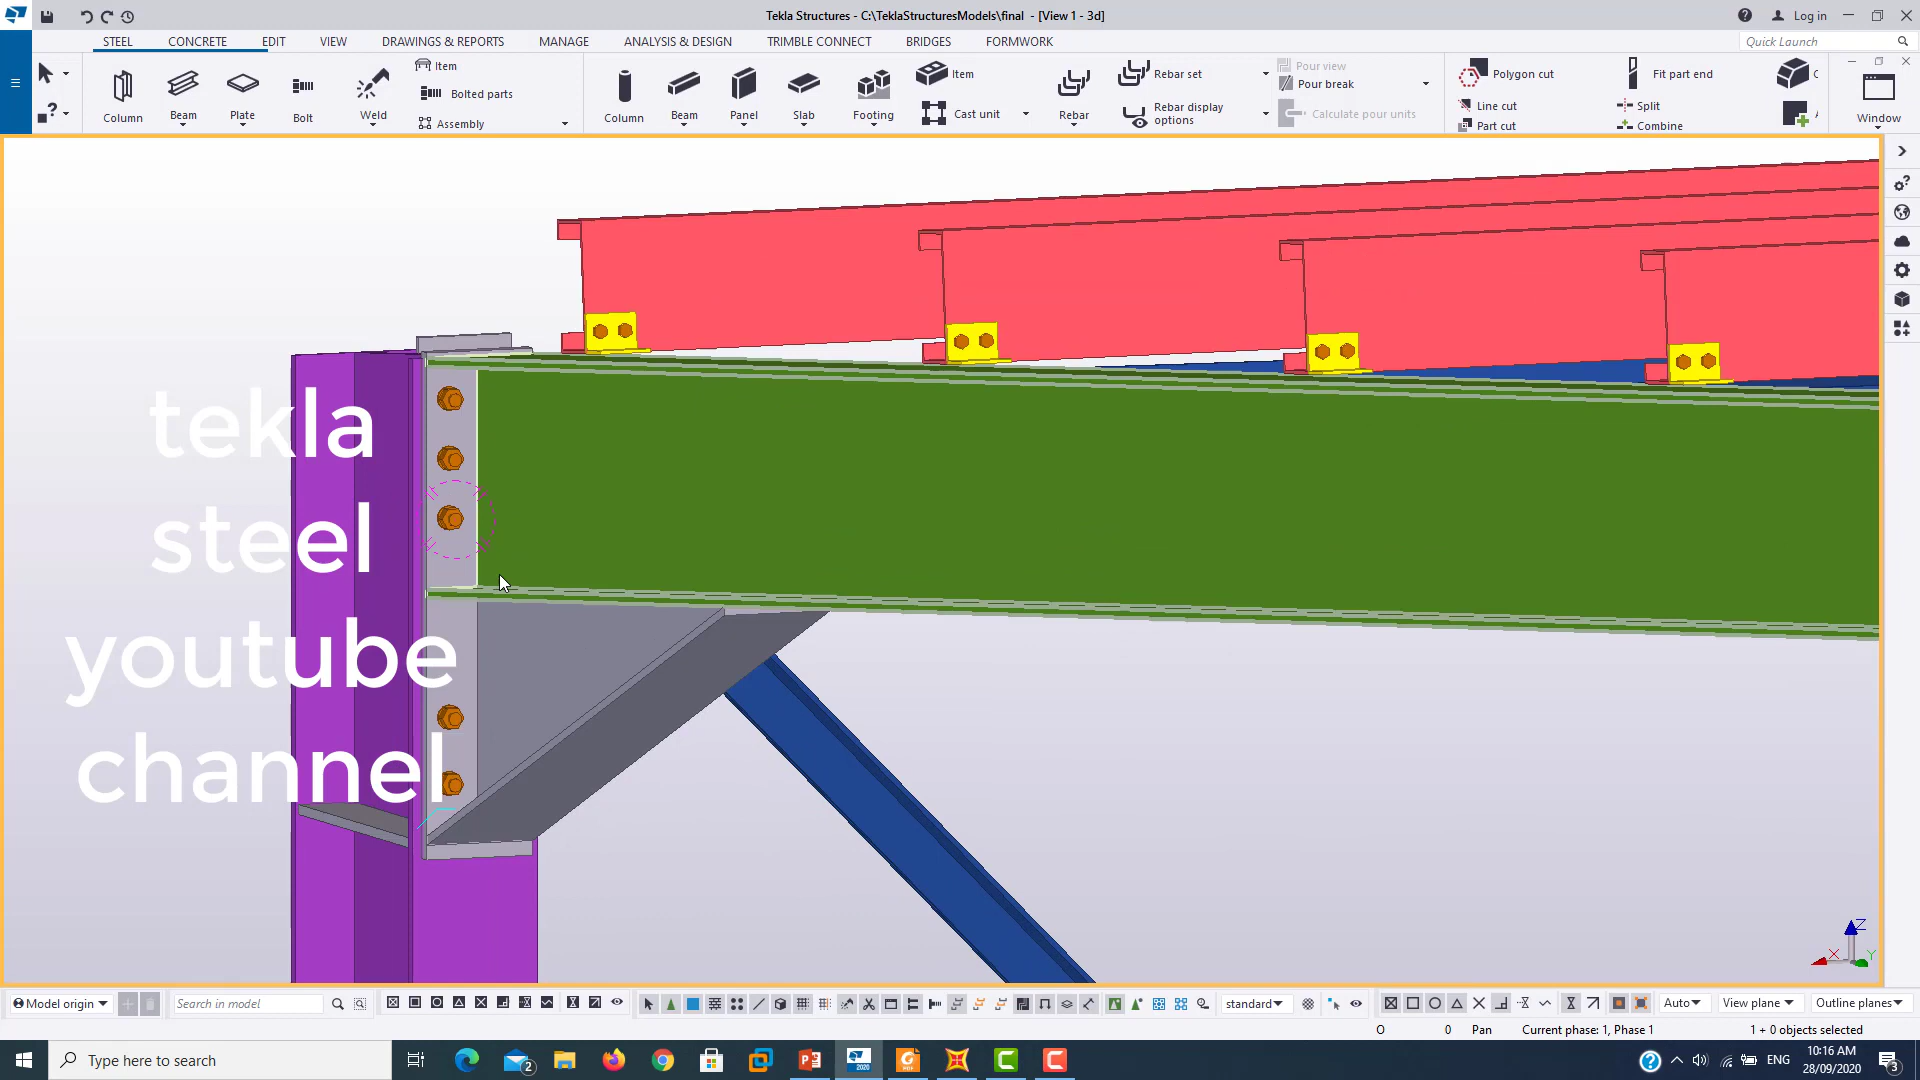 Tekla Structures - C:\TeklaStructuresModels\final - [View 1 - 3d]
Log in
STEEL CONCRETE EDIT VIEW DRAWINGS & REPORTS MANAGE ANALYSIS & DESIGN TRIMBLE CONNECT BRIDGES FORMWORK
Quick Launch
Column Beam Plate Bolt Weld
Item
Bolted parts
Assembly
Column Beam Panel Slab Footing
Item
Cast unit
Rebar
Rebar set
Rebar display options
Pour view
Pour break
Calculate pour units
Polygon cut
Line cut
Part cut
Fit part end
Split
Combine
Window
tekla
steel
youtube
channel
Z
X
Y
Model origin
Search in model
standard
Auto
View plane
Outline planes
O 0 Pan Current phase: 1, Phase 1 1 + 0 objects selected
Type here to search
2
2020
ENG
10:16 AM
28/09/2020
3